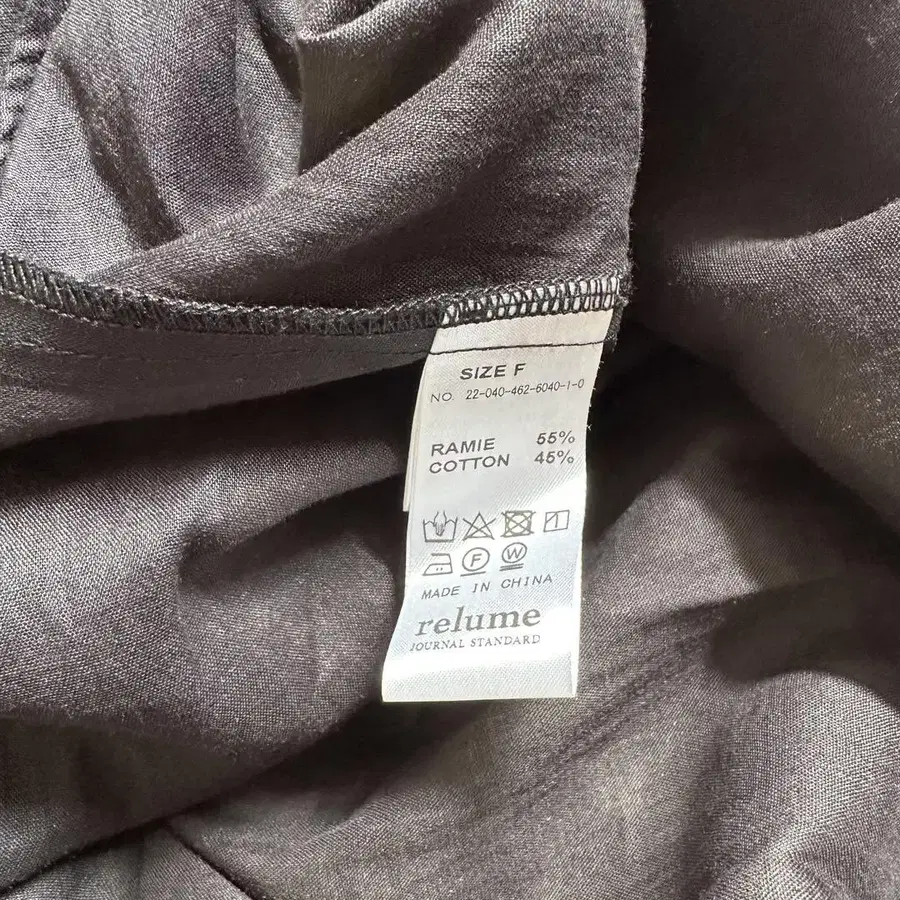 SIZE F
NO. 22-040-462-6040-1-0
RAMIE 55%
COTTON 45%
F W
MADE IN CHINA
relume
JOURNAL STANDARD